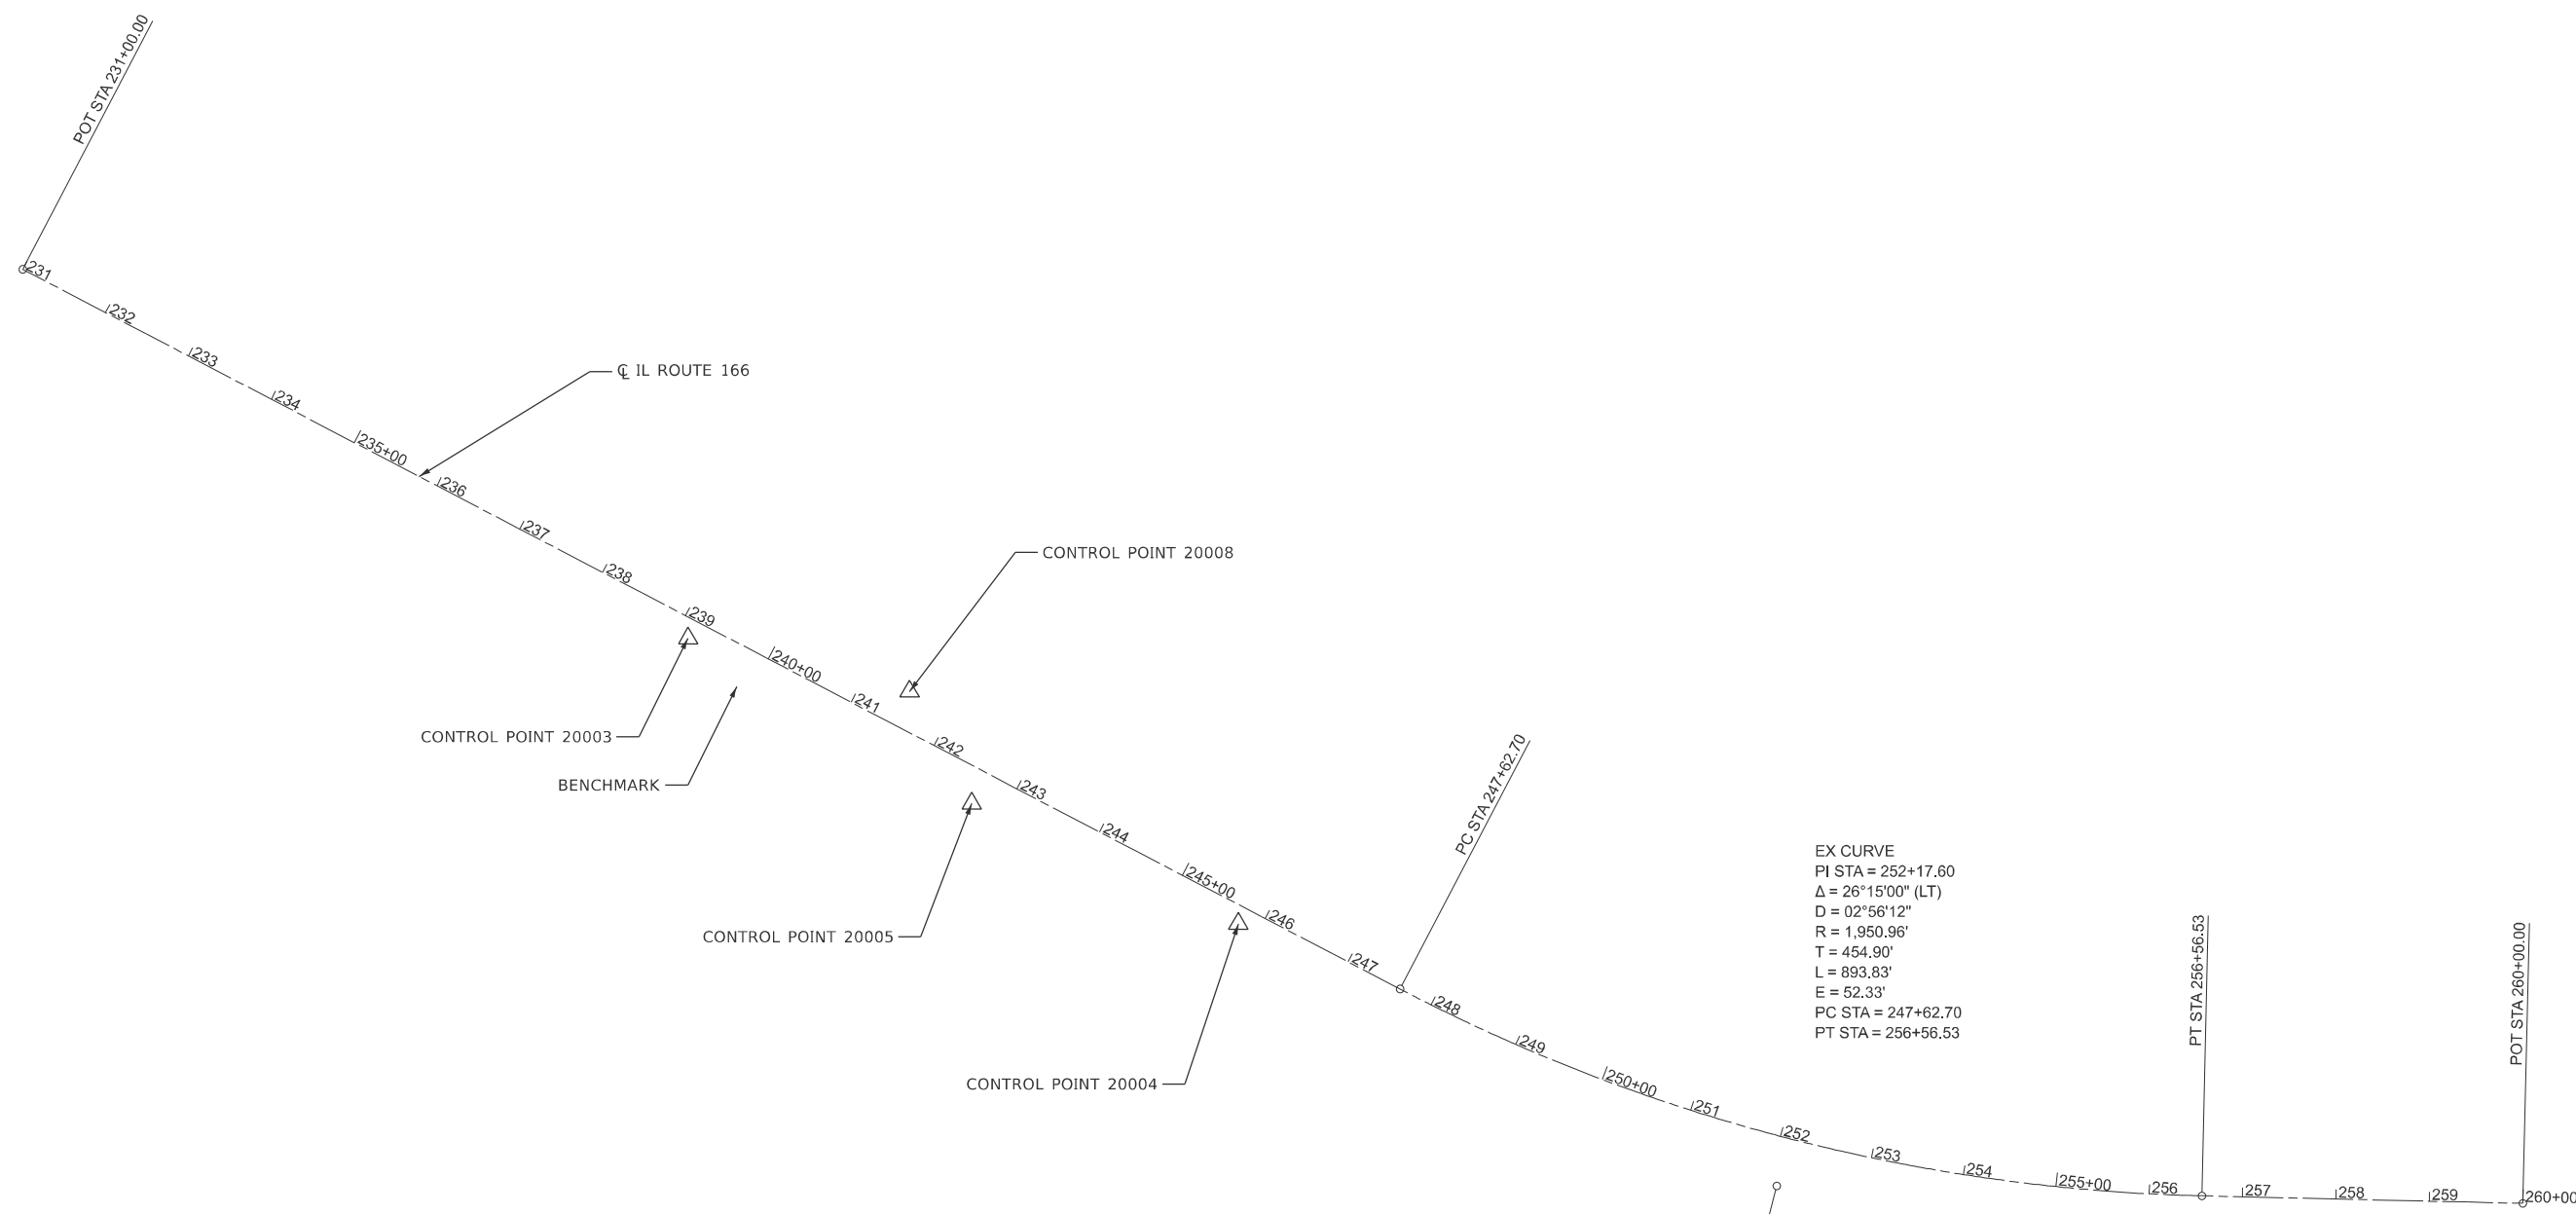 POT STA 231+00.00
231
232
233
234
235+00
℄ IL ROUTE 166
236
237
238
239
CONTROL POINT 20008
240+00
241
CONTROL POINT 20003
BENCHMARK
242
243
244
CONTROL POINT 20005
245+00
246
CONTROL POINT 20004
247
PC STA 247+62.70
248
249
250+00
251
252
253
254
255+00
256
EX CURVE
PI STA = 252+17.60
Δ = 26°15'00" (LT)
D = 02°56'12"
R = 1,950.96'
T = 454.90'
L = 893.83'
E = 52.33'
PC STA = 247+62.70
PT STA = 256+56.53
PT STA 256+56.53
257
258
259
POT STA 260+00.00
260+00